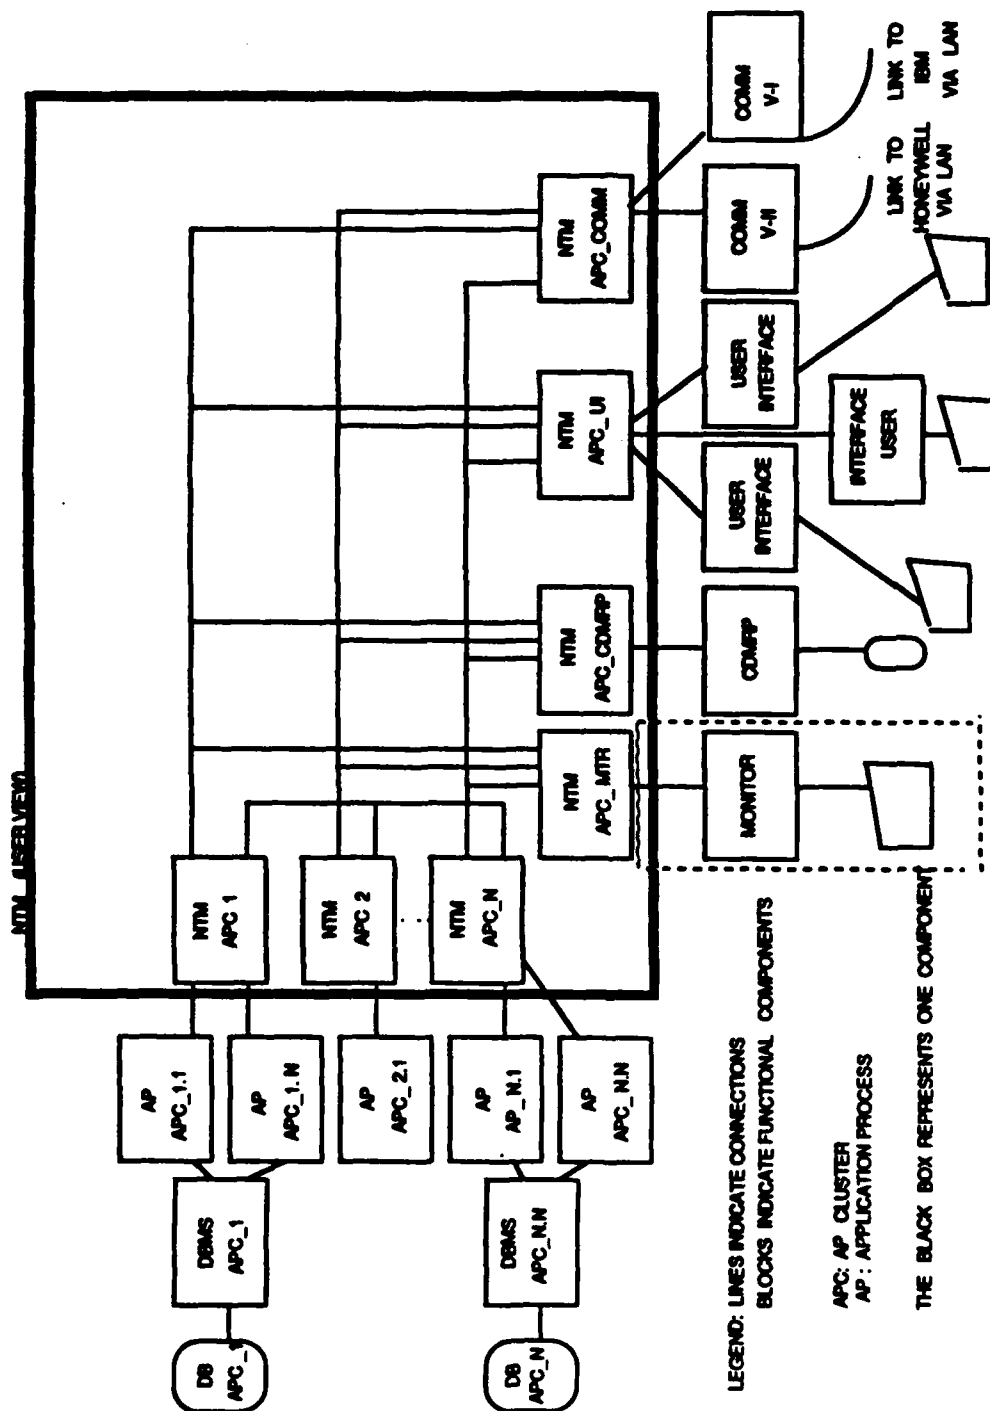 NTM (USER VIEW)
DB
APC_1
DBMS
APC_1
AP
APC_1.1
AP
APC_1.N
NTM
APC 1
AP
APC_2.1
NTM
APC 2
. . .
DB
APC_N
DBMS
APC_N.N
AP
AP_N.1
AP
APC_N.N
NTM
APC_N
NTM
APC_MTR
NTM
APC_CDMRP
NTM
APC_UI
NTM
APC_COMM
MONITOR
CDMRP
USER
INTERFACE
USER
INTERFACE
INTERFACE
USER
COMM
V-II
COMM
V-I
LINK TO
HONEYWELL
VIA LAN
LINK TO
IBM
VIA LAN
LEGEND: LINES INDICATE CONNECTIONS
BLOCKS INDICATE FUNCTIONAL COMPONENTS
APC: AP CLUSTER
AP : APPLICATION PROCESS
THE BLACK BOX REPRESENTS ONE COMPONENT